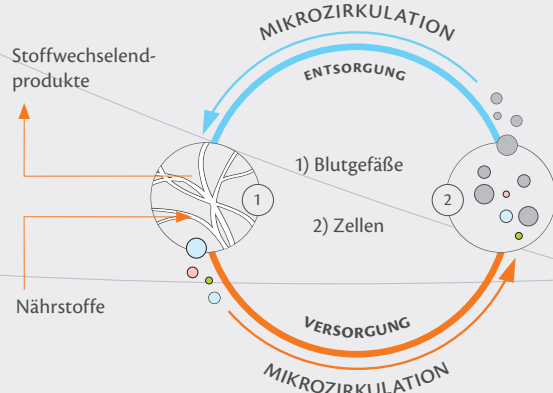 MIKROZIRKULATION
ENTSORGUNG
Stoffwechselend-
produkte
1) Blutgefäße
1
2
2) Zellen
Nährstoffe
VERSORGUNG
MIKROZIRKULATION